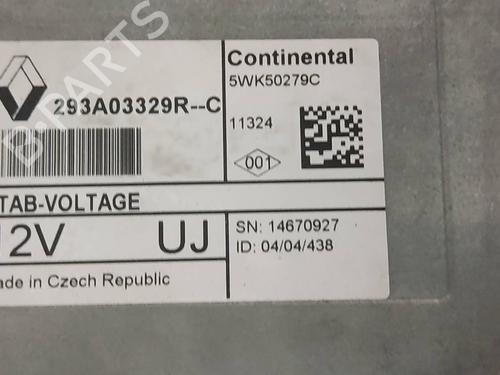 Continental
5WK50279C
293A03329R--C
11324
001
TAB-VOLTAGE
12V UJ
SN: 14670927
ID: 04/04/438
ade in Czech Republic
B-PARTS